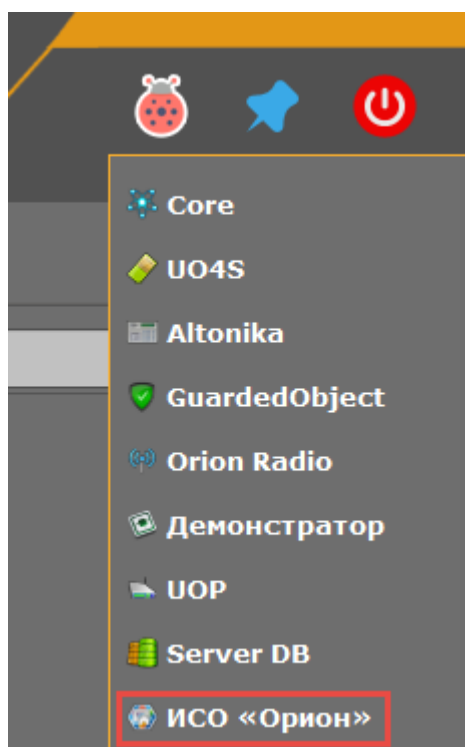 Core
UO4S
Altonika
GuardedObject
Orion Radio
Демонстратор
UOP
Server DB
ИСО «Орион»